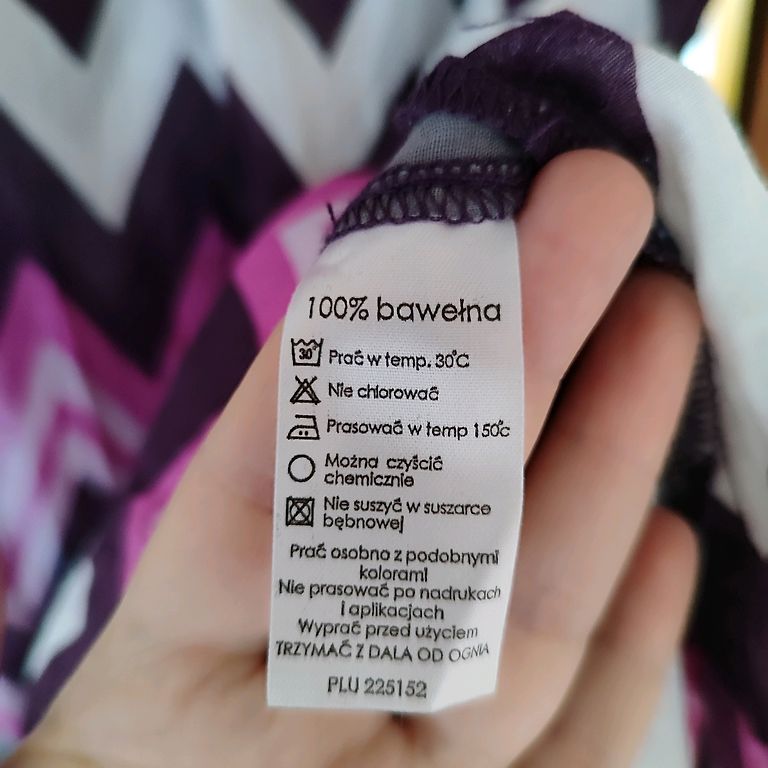 100% bawełna
30° Prać w temp. 30°C
Nie chlorować
Prasować w temp 150°c
Można czyścić
chemicznie
Nie suszyć w suszarce
bębnowej
Prać osobno z podobnymi
kolorami
Nie prasować po nadrukach
i aplikacjach
Wyprać przed użyciem
TRZYMAĆ Z DALA OD OGNIA
PLU 225152